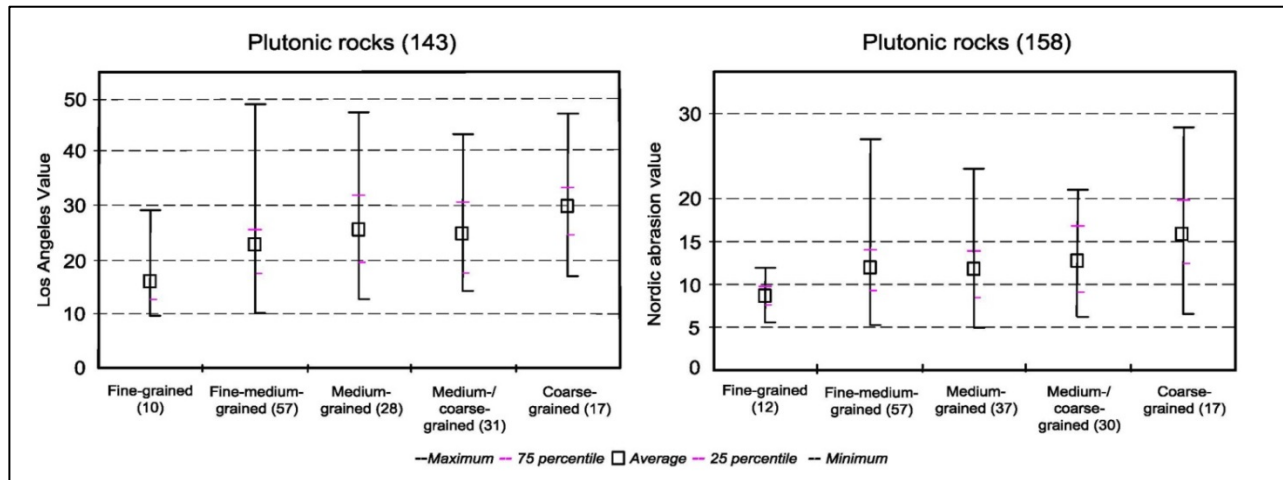 Plutonic rocks (143)
Los Angeles Value
50
40
30
20
10
0
Fine-grained
(10)
Fine-medium-
grained (57)
Medium-
grained (28)
Medium-/
coarse-
grained (31)
Coarse-
grained (17)
Plutonic rocks (158)
Nordic abrasion value
30
20
15
10
5
0
Fine-grained
(12)
Fine-medium-
grained (57)
Medium-
grained (37)
Medium-/
coarse-
grained (30)
Coarse-
grained (17)
Maximum 75 percentile Average 25 percentile Minimum